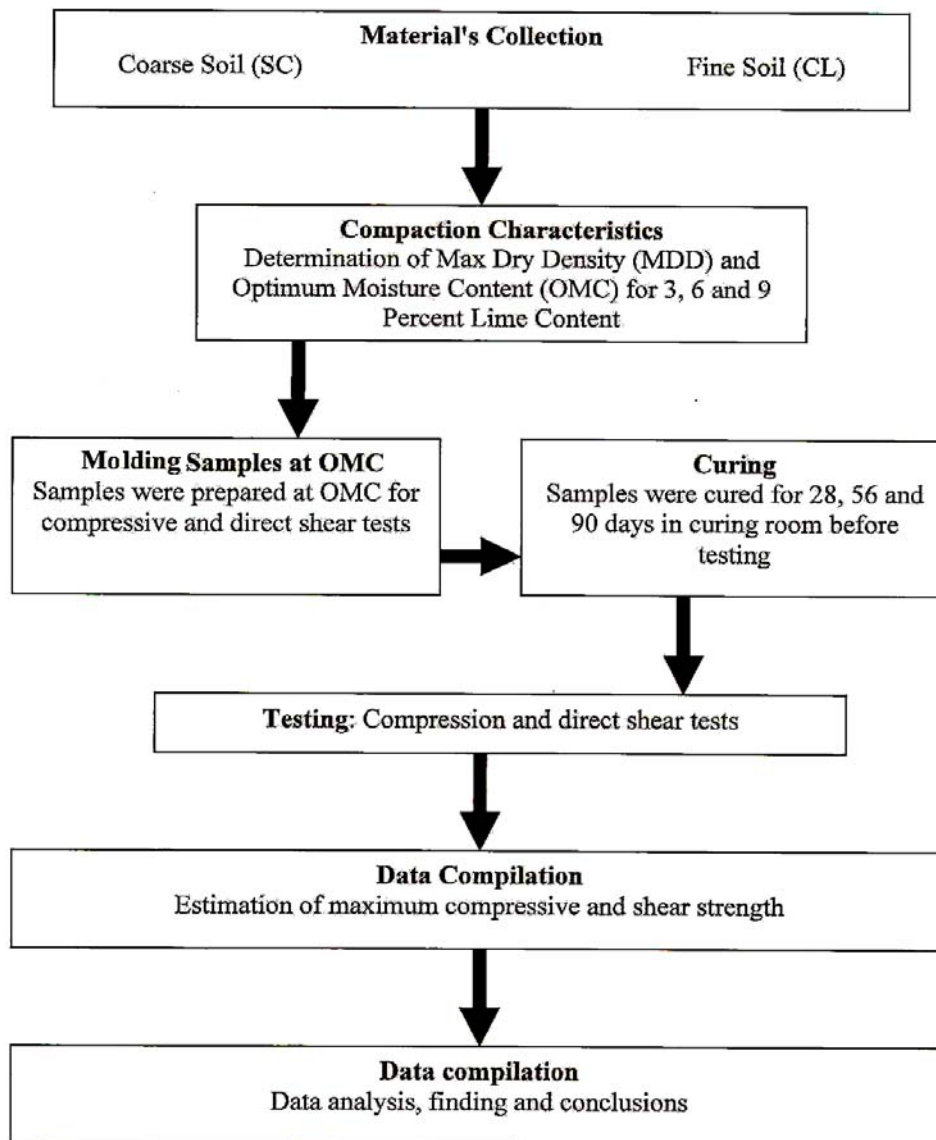 Material's Collection
Coarse Soil (SC) Fine Soil (CL)
Compaction Characteristics
Determination of Max Dry Density (MDD) and
Optimum Moisture Content (OMC) for 3, 6 and 9
Percent Lime Content
Molding Samples at OMC
Samples were prepared at OMC for
compressive and direct shear tests
Curing
Samples were cured for 28, 56 and
90 days in curing room before
testing
Testing: Compression and direct shear tests
Data Compilation
Estimation of maximum compressive and shear strength
Data compilation
Data analysis, finding and conclusions